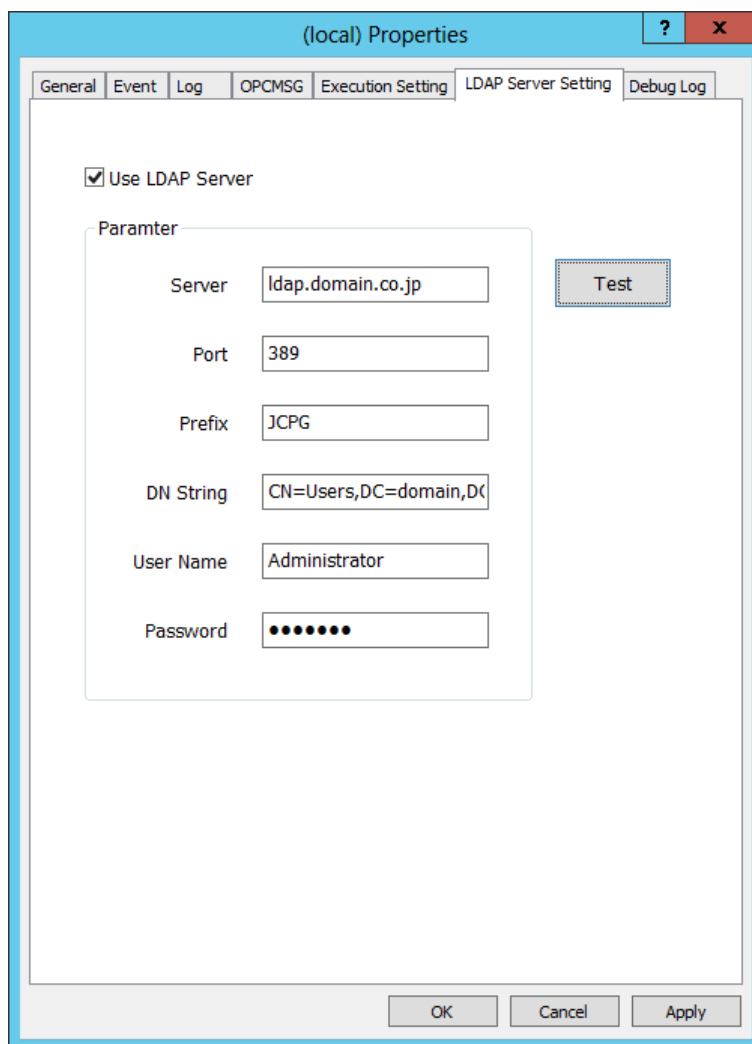 (local) Properties
? x
General Event Log OPCMSG Execution Setting LDAP Server Setting Debug Log
Use LDAP Server
Paramter
Server ldap.domain.co.jp Test
Port 389
Prefix JCPG
DN String CN=Users,DC=domain,DC
User Name Administrator
Password •••••••
OK Cancel Apply